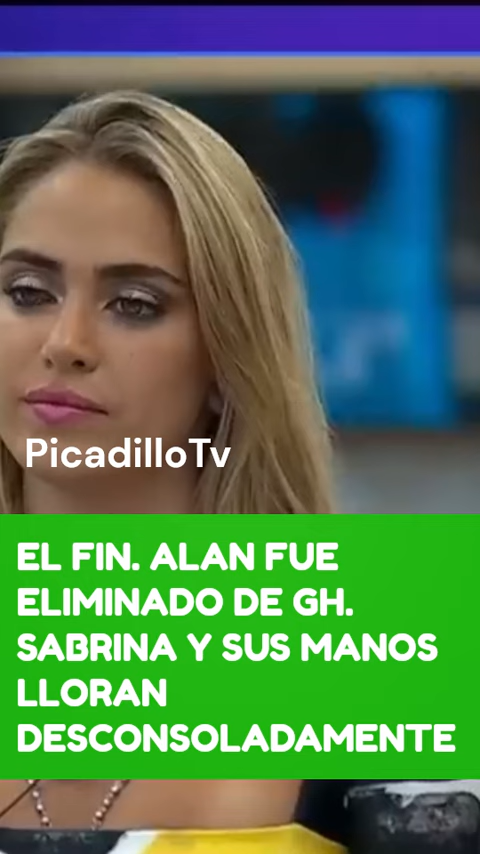 PicadilloTv
EL FIN. ALAN FUE
ELIMINADO DE GH.
SABRINA Y SUS MANOS
LLORAN
DESCONSOLADAMENTE